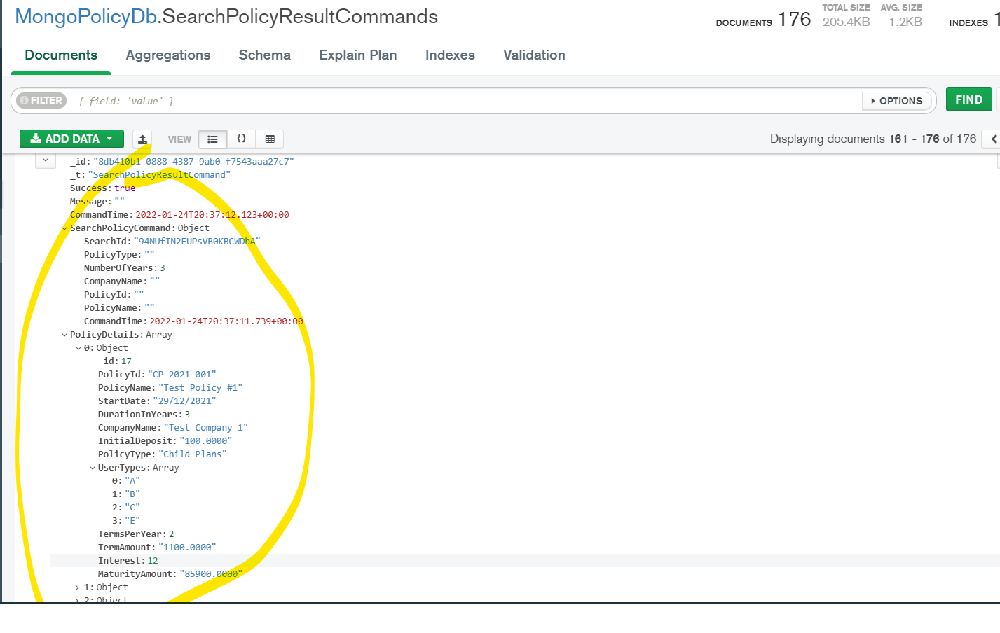 MongoPolicyDb.SearchPolicyResultCommands
DOCUMENTS 176 TOTAL SIZE 205.4KB AVG. SIZE 1.2KB INDEXES 1
Documents Aggregations Schema Explain Plan Indexes Validation
FILTER { field: 'value' } OPTIONS FIND
ADD DATA VIEW {} Displaying documents 161 - 176 of 176
_id: "8db410b1-0888-4387-9ab0-f7543aaa27c7"
_t: "SearchPolicyResultCommand"
Success: true
Message: ""
CommandTime: 2022-01-24T20:37:12.123+00:00
SearchPolicyCommand: Object
SearchId: "94NUfIN2EUPsVB0KBCWDbA"
PolicyType: ""
NumberOfYears: 3
CompanyName: ""
PolicyId: ""
PolicyName: ""
CommandTime: 2022-01-24T20:37:11.739+00:00
PolicyDetails: Array
0: Object
_id: 17
PolicyId: "CP-2021-001"
PolicyName: "Test Policy #1"
StartDate: "29/12/2021"
DurationInYears: 3
CompanyName: "Test Company 1"
InitialDeposit: "100.0000"
PolicyType: "Child Plans"
UserTypes: Array
0: "A"
1: "B"
2: "C"
3: "E"
TermsPerYear: 2
TermAmount: "1100.0000"
Interest: 12
MaturityAmount: "85900.0000"
1: Object
2: Object